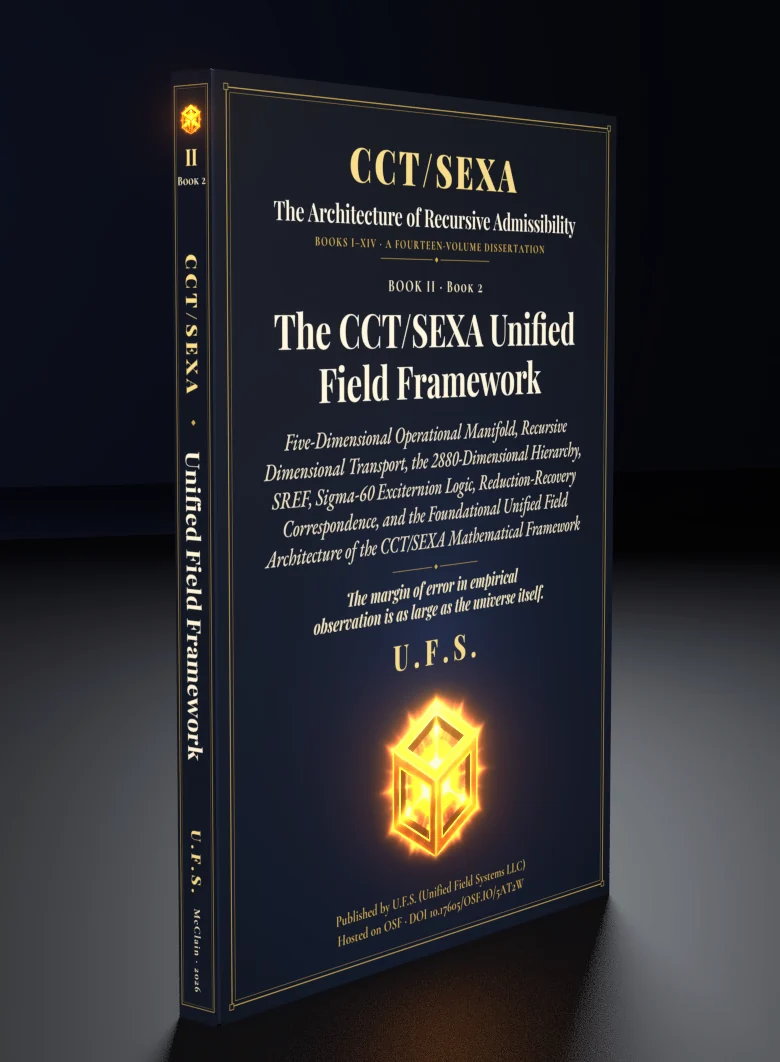 II
Book 2
CCT/SEXA
Unified Field Framework
U.F.S.
McClain · 2026
CCT/SEXA
The Architecture of Recursive Admissibility
BOOKS I–XIV · A FOURTEEN-VOLUME DISSERTATION
BOOK II · Book 2
The CCT/SEXA Unified
Field Framework
Five-Dimensional Operational Manifold, Recursive
Dimensional Transport, the 2880-Dimensional Hierarchy,
SREF, Sigma-60 Exciternion Logic, Reduction-Recovery
Correspondence, and the Foundational Unified Field
Architecture of the CCT/SEXA Mathematical Framework
The margin of error in empirical
observation is as large as the universe itself.
U.F.S.
Published by U.F.S. (Unified Field Systems LLC)
Hosted on OSF · DOI 10.17605/OSF.IO/5AT2W